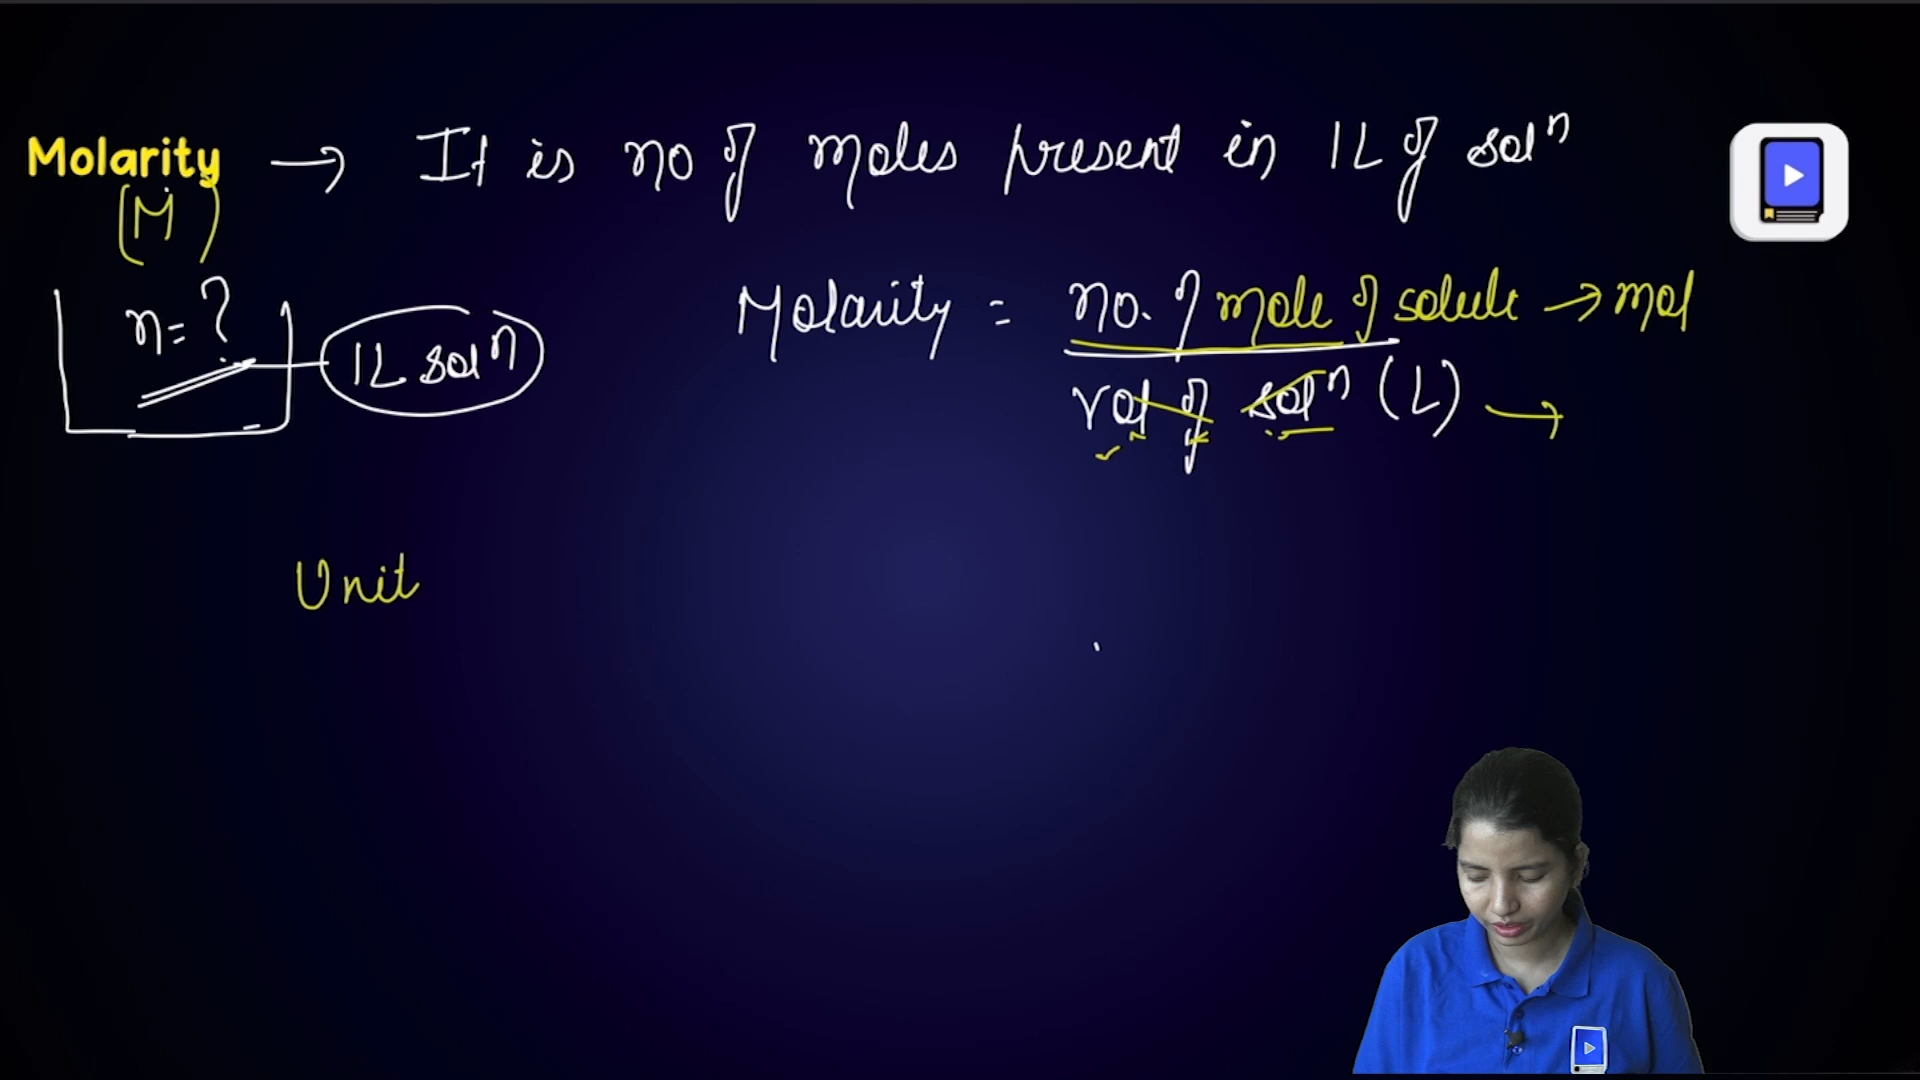 Molarity → It is no of moles present in 1L of solⁿ
(M)
n = ?
1L solⁿ
Molarity = no. of mole of solute → mol
Vol of solⁿ (L) →
Unit